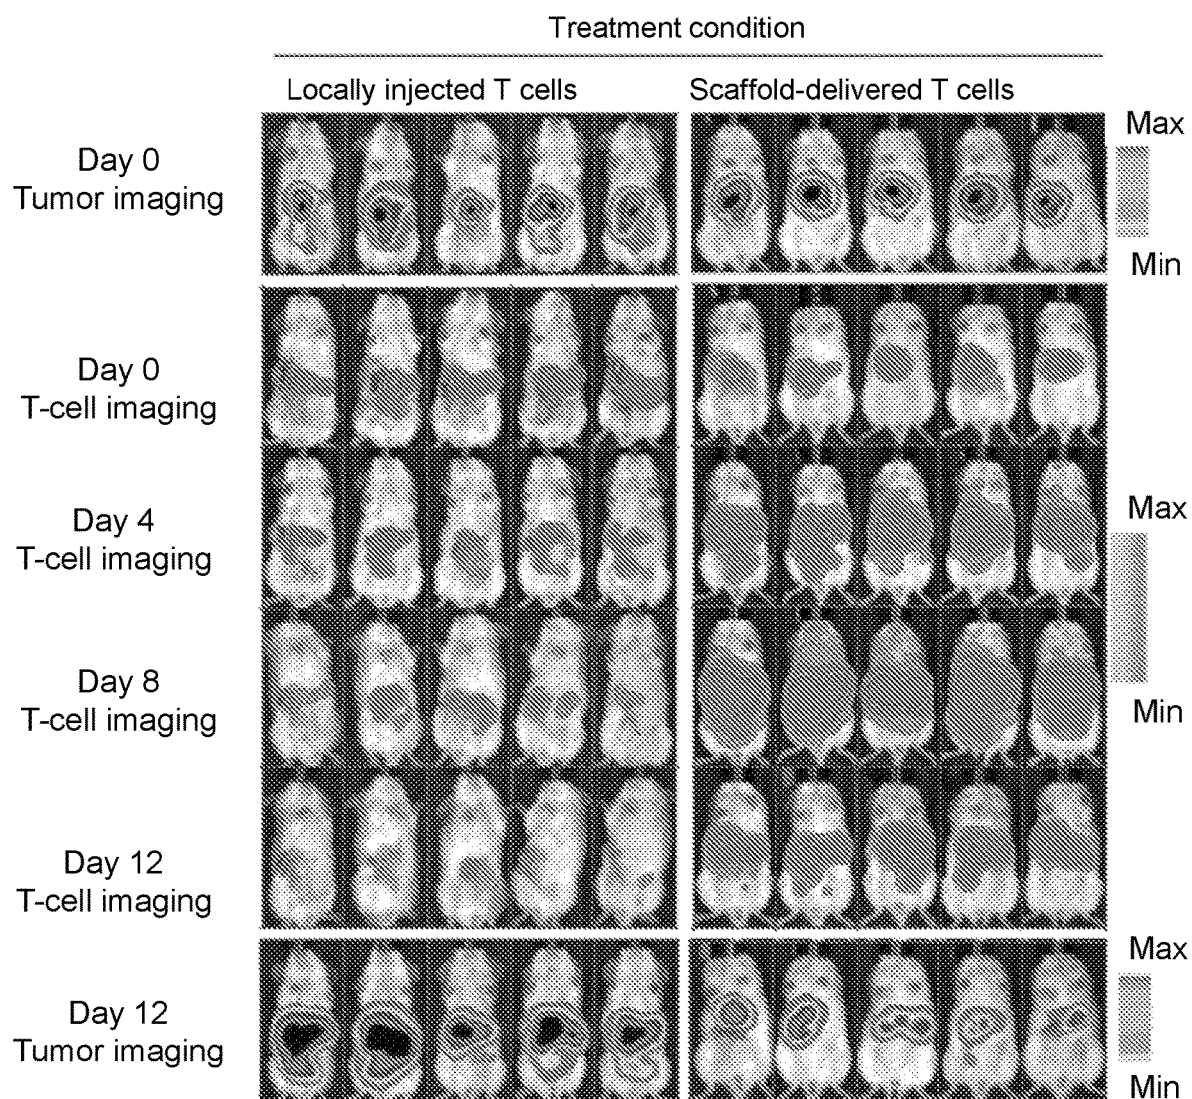 Treatment condition
Locally injected T cells
Scaffold-delivered T cells
Day 0
Tumor imaging
Max
Min
Day 0
T-cell imaging
Day 4
T-cell imaging
Max
Day 8
T-cell imaging
Min
Day 12
T-cell imaging
Day 12
Tumor imaging
Max
Min